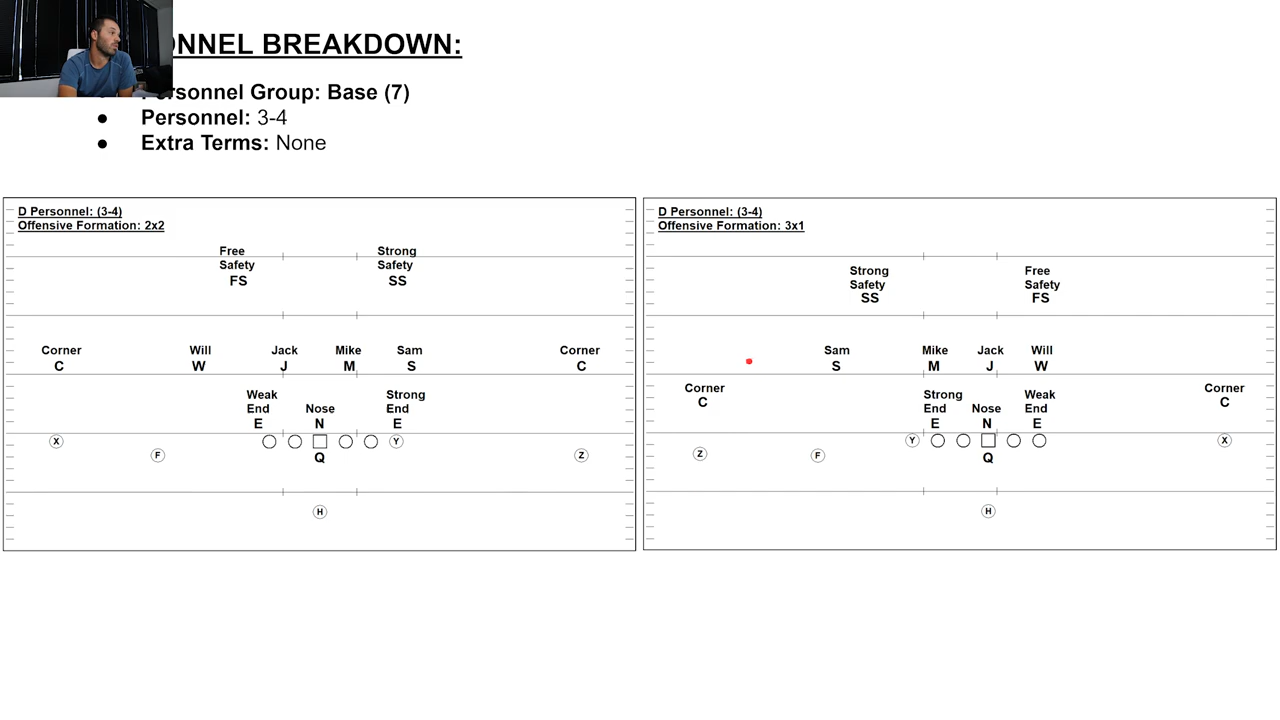 ONNEL BREAKDOWN:
Personnel Group: Base (7)
● Personnel: 3-4
● Extra Terms: None
D Personnel: (3-4)
Offensive Formation: 2x2
Free Safety FS
Strong Safety SS
Corner C
Will W
Jack J
Mike M
Sam S
Corner C
Weak End E
Nose N
Strong End E
X
Y
F
Q
Z
H
D Personnel: (3-4)
Offensive Formation: 3x1
Strong Safety SS
Free Safety FS
Sam S
Mike M
Jack J
Will W
Corner C
Strong End E
Nose N
Weak End E
Corner C
Y
X
Z
F
Q
H